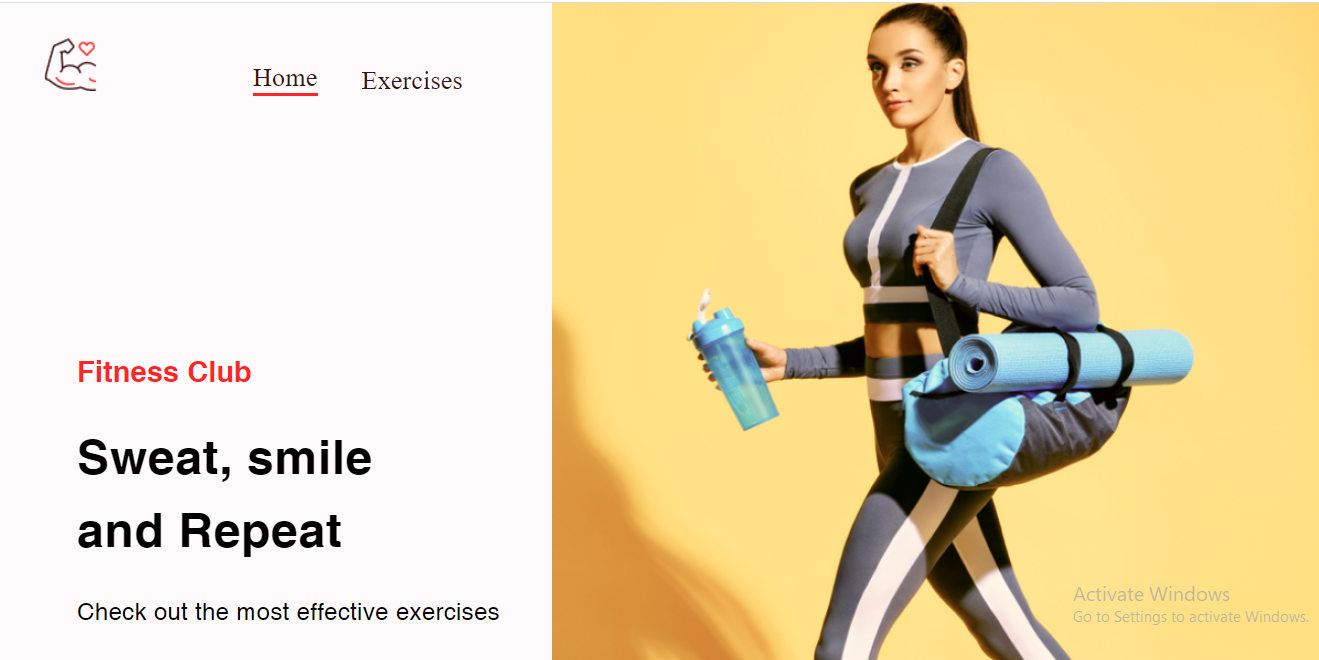 Home Exercises
Fitness Club
Sweat, smile
and Repeat
Check out the most effective exercises
Activate Windows
Go to Settings to activate Windows.